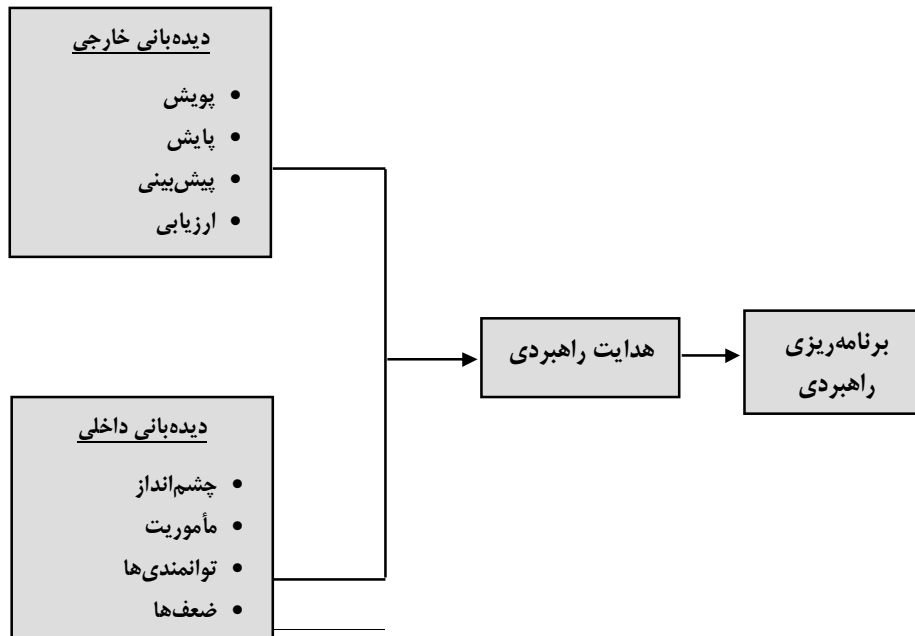 دیده‌بانی خارجی
• پویش
• پایش
• پیش‌بینی
• ارزیابی
هدایت راهبردی
برنامه‌ریزی
راهبردی
دیده‌بانی داخلی
• چشم‌انداز
• مأموریت
• توانمندی‌ها
• ضعف‌ها